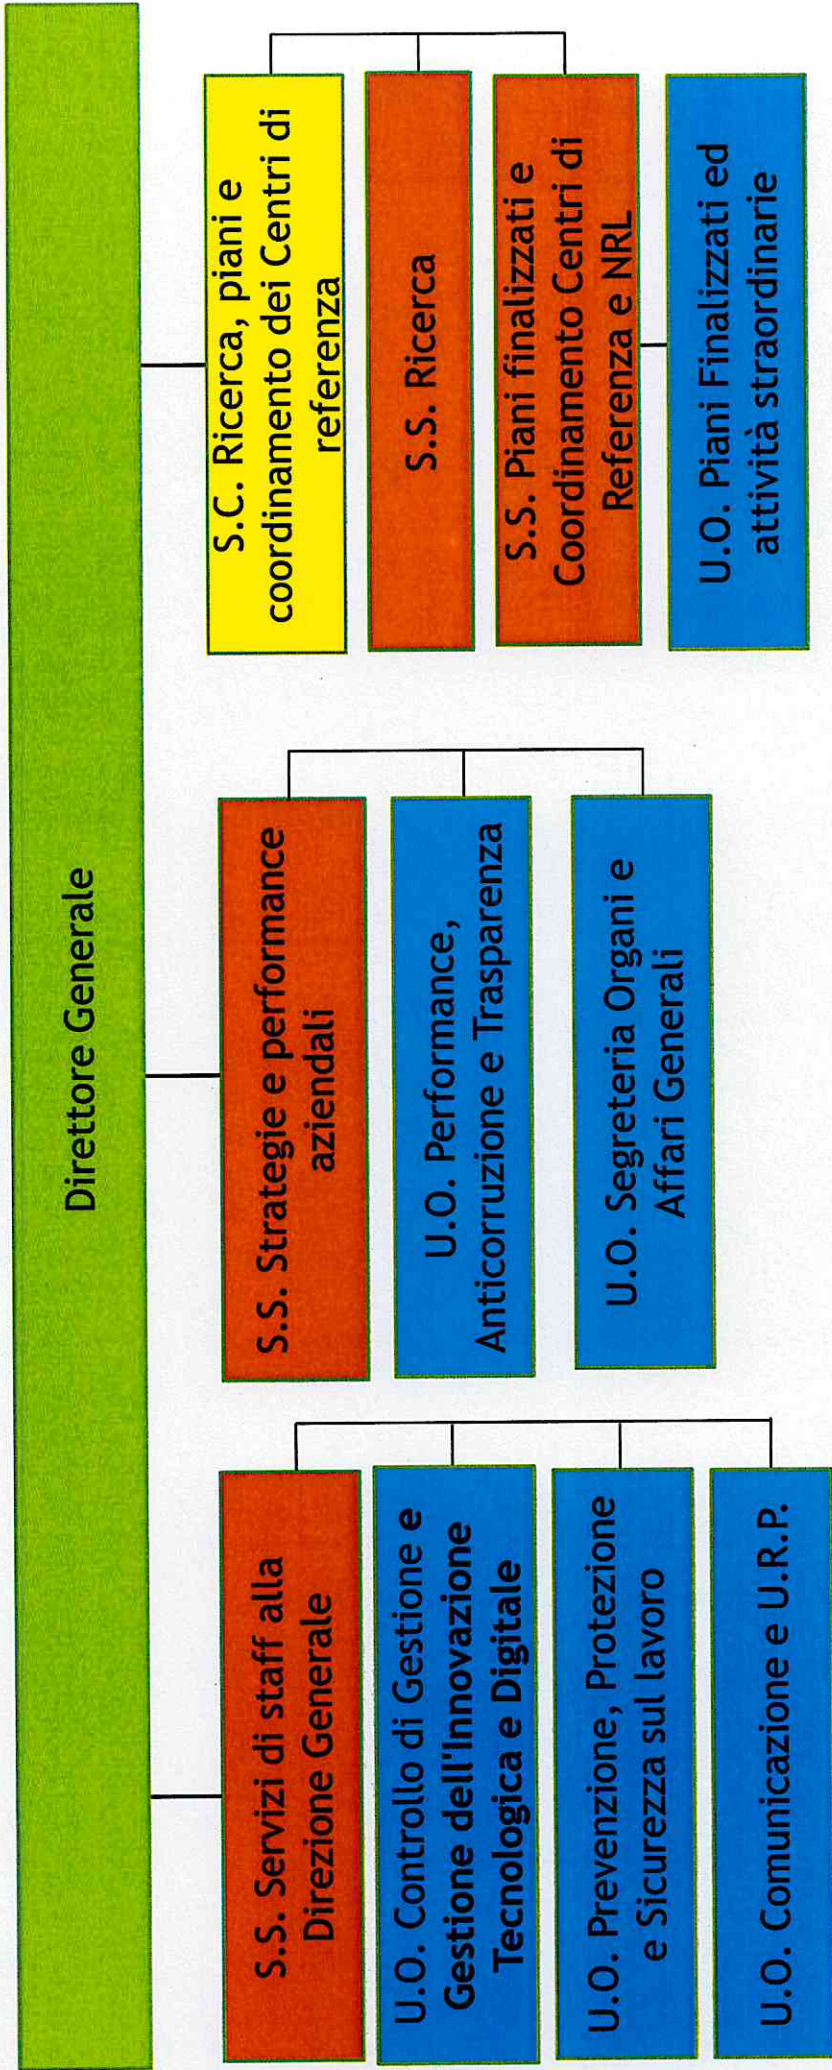 Direttore Generale
S.S. Servizi di staff alla
Direzione Generale
U.O. Controllo di Gestione e
Gestione dell'Innovazione
Tecnologica e Digitale
U.O. Prevenzione, Protezione
e Sicurezza sul lavoro
U.O. Comunicazione e U.R.P.
S.S. Strategie e performance
aziendali
U.O. Performance,
Anticorruzione e Trasparenza
U.O. Segreteria Organi e
Affari Generali
S.C. Ricerca, piani e
coordinamento dei Centri di
referenza
S.S. Ricerca
S.S. Piani finalizzati e
Coordinamento Centri di
Referenza e NRL
U.O. Piani Finalizzati ed
attività straordinarie